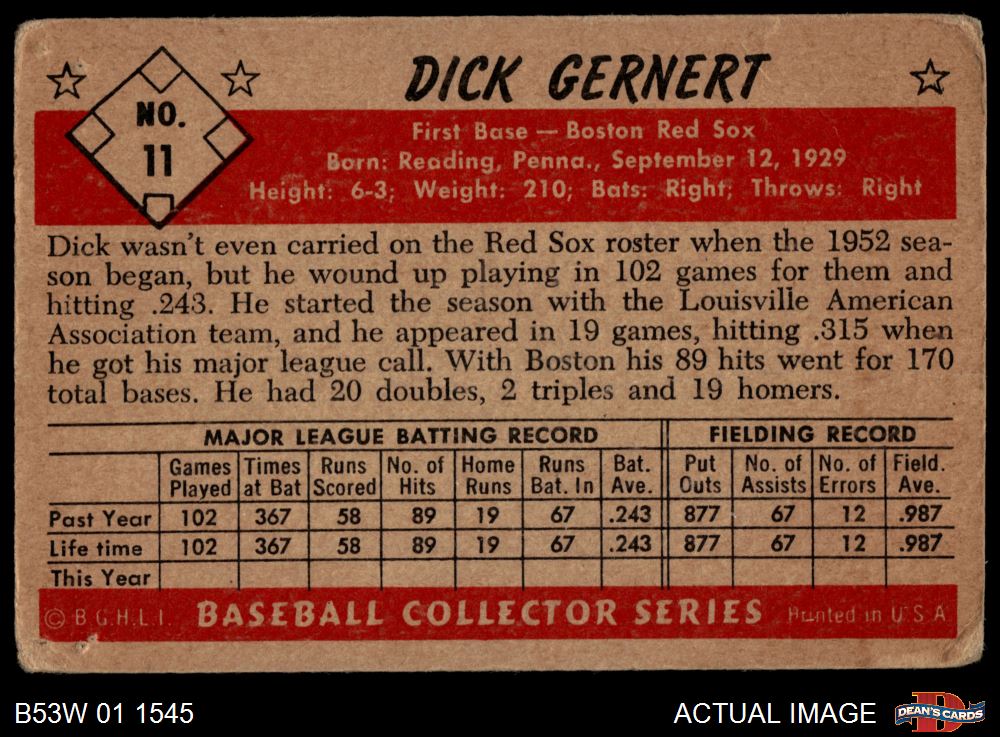 DICK GERNERT
NO.
11
First Base — Boston Red Sox
Born: Reading, Penna., September 12, 1929
Height: 6-3; Weight: 210; Bats: Right; Throws: Right
Dick wasn't even carried on the Red Sox roster when the 1952 sea-
son began, but he wound up playing in 102 games for them and
hitting .243. He started the season with the Louisville American
Association team, and he appeared in 19 games, hitting .315 when
he got his major league call. With Boston his 89 hits went for 170
total bases. He had 20 doubles, 2 triples and 19 homers.
MAJOR LEAGUE BATTING RECORD FIELDING RECORD
Games Times Runs No. of Home Runs Bat. Put No. of No. of Field.
Played at Bat Scored Hits Runs Bat. In Ave. Outs Assists Errors Ave.
Past Year 102 367 58 89 19 67 .243 877 67 12 .987
Life time 102 367 58 89 19 67 .243 877 67 12 .987
This Year
© B.G.H.L.I. BASEBALL COLLECTOR SERIES Printed in U.S.A
B53W 01 1545 ACTUAL IMAGE DEAN'S CARDS